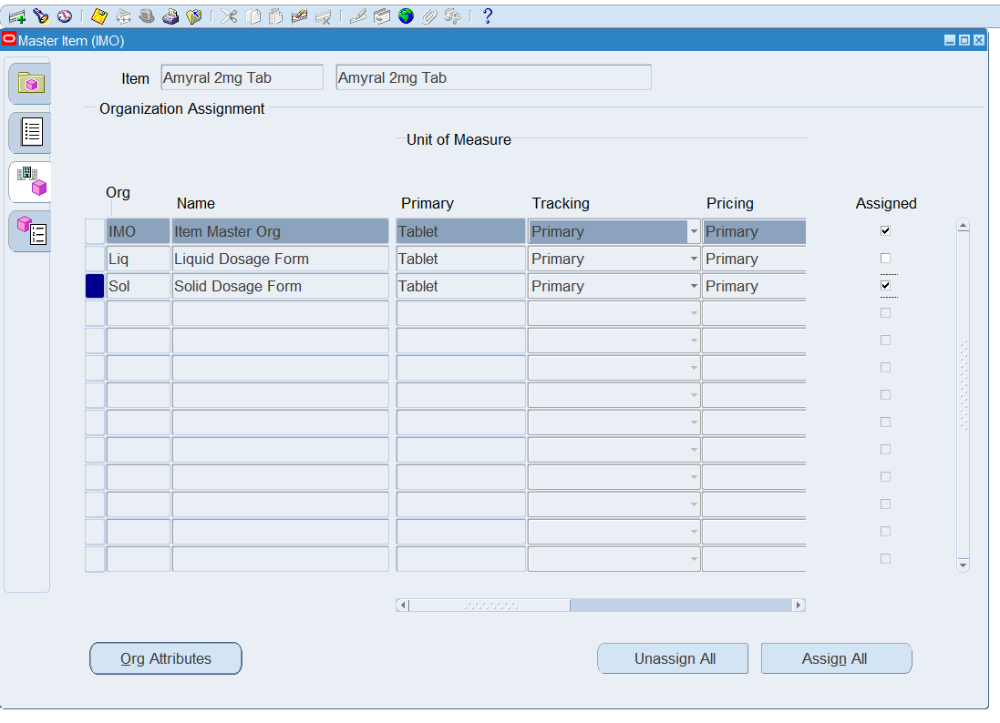 Master Item (IMO)
Item Amyral 2mg Tab Amyral 2mg Tab
Organization Assignment
Unit of Measure
Org Name Primary Tracking Pricing Assigned
IMO Item Master Org Tablet Primary Primary
Liq Liquid Dosage Form Tablet Primary Primary
Sol Solid Dosage Form Tablet Primary Primary
Org Attributes Unassign All Assign All